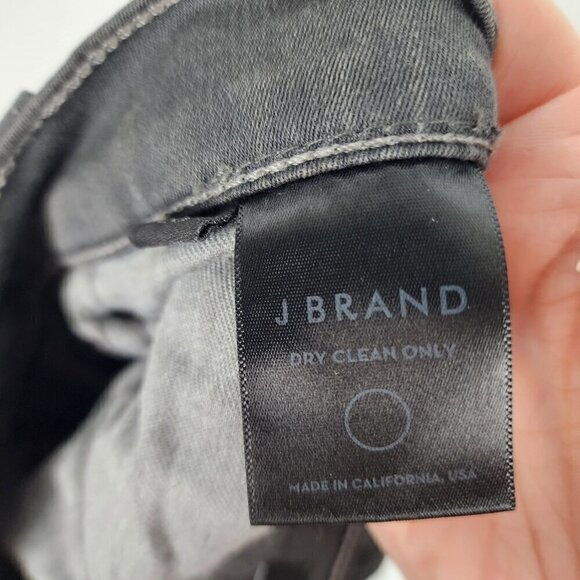 J BRAND
DRY CLEAN ONLY
MADE IN CALIFORNIA, USA